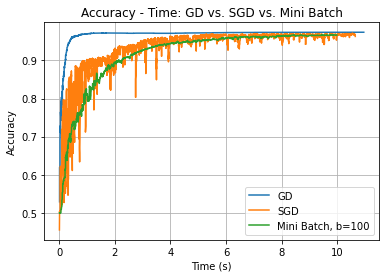 Accuracy - Time: GD vs. SGD vs. Mini Batch
Accuracy
0.9
0.8
0.7
0.6
0.5
0
2
4
6
8
10
Time (s)
GD
SGD
Mini Batch, b=100